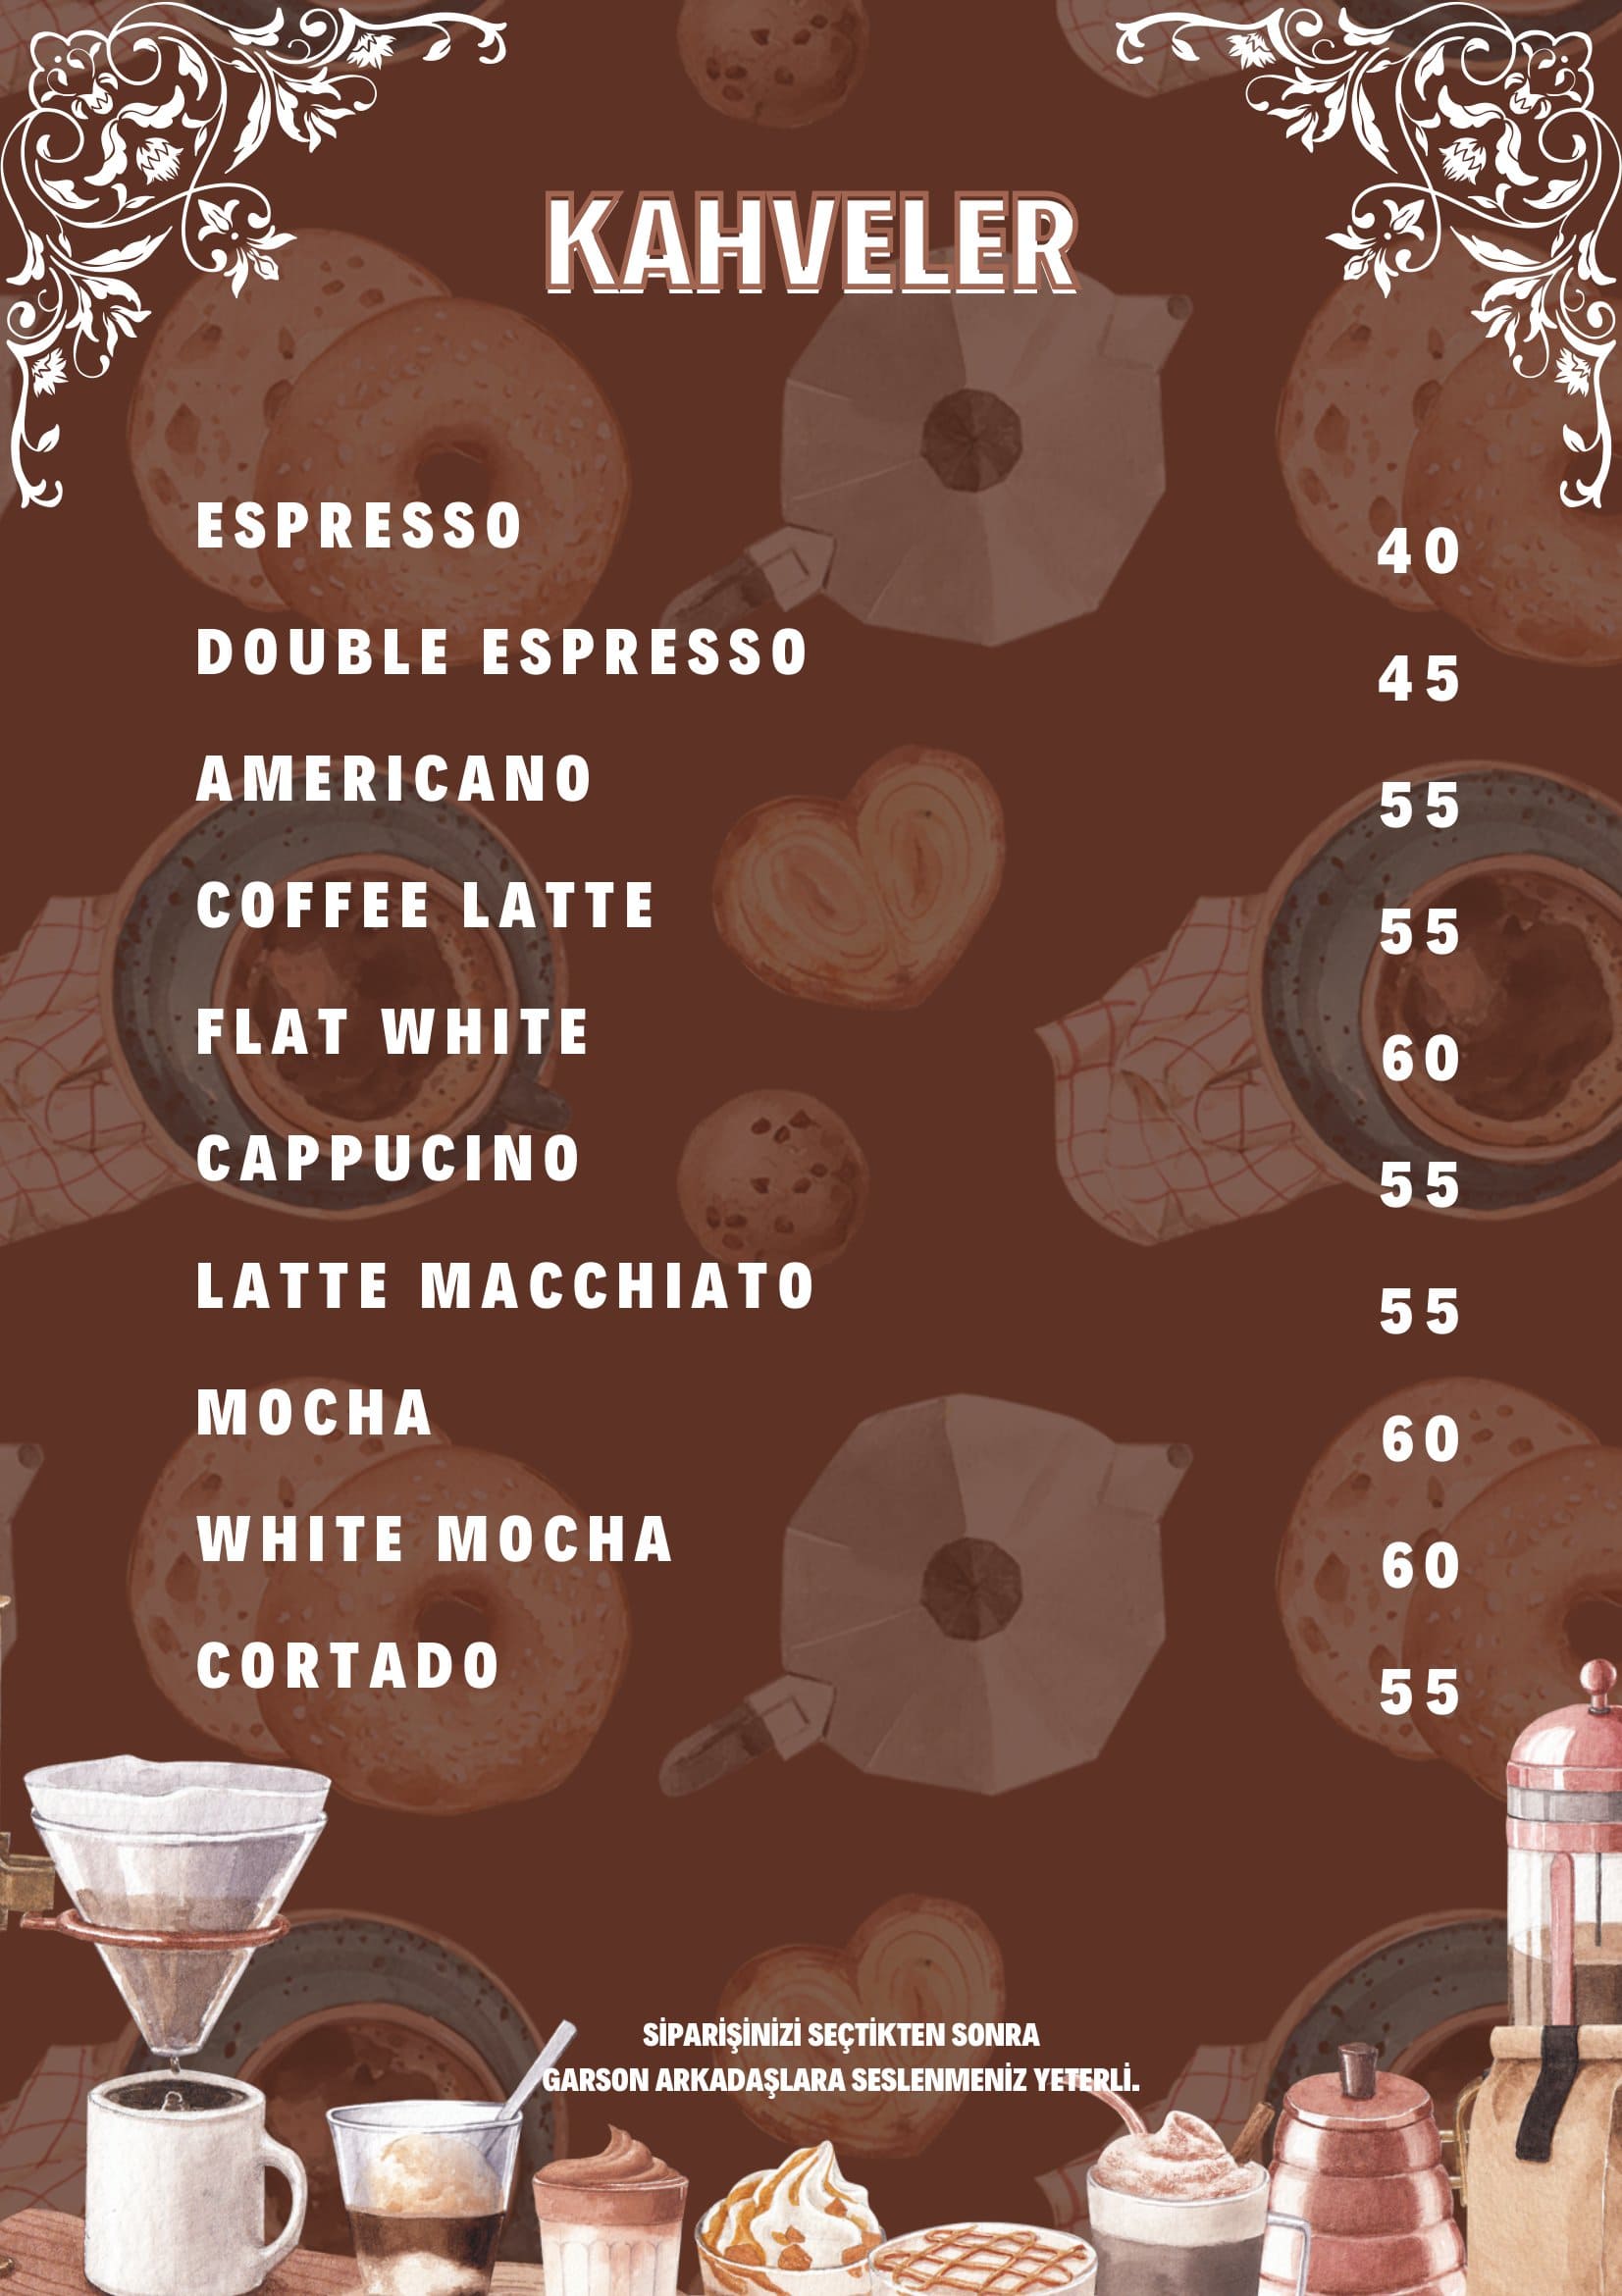 KAHVELER
ESPRESSO 40
DOUBLE ESPRESSO 45
AMERICANO 55
COFFEE LATTE 55
FLAT WHITE 60
CAPPUCINO 55
LATTE MACCHIATO 55
MOCHA 60
WHITE MOCHA 60
CORTADO 55
SİPARİŞİNİZİ SEÇTİKTEN SONRA
GARSON ARKADAŞLARA SESLENMENİZ YETERLİ.